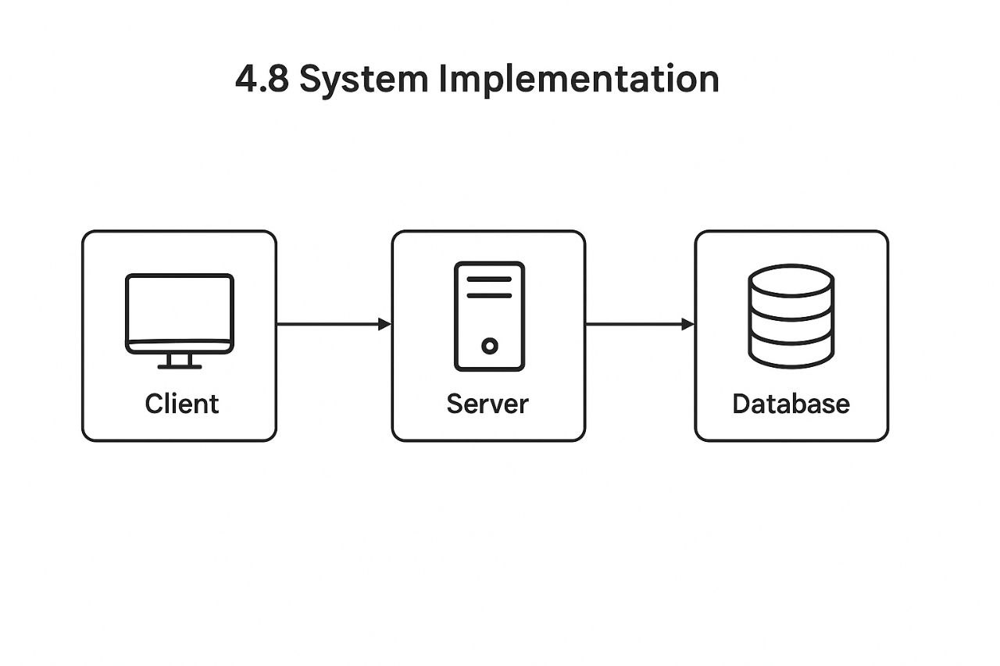 4.8 System Implementation
Client
Server
Database